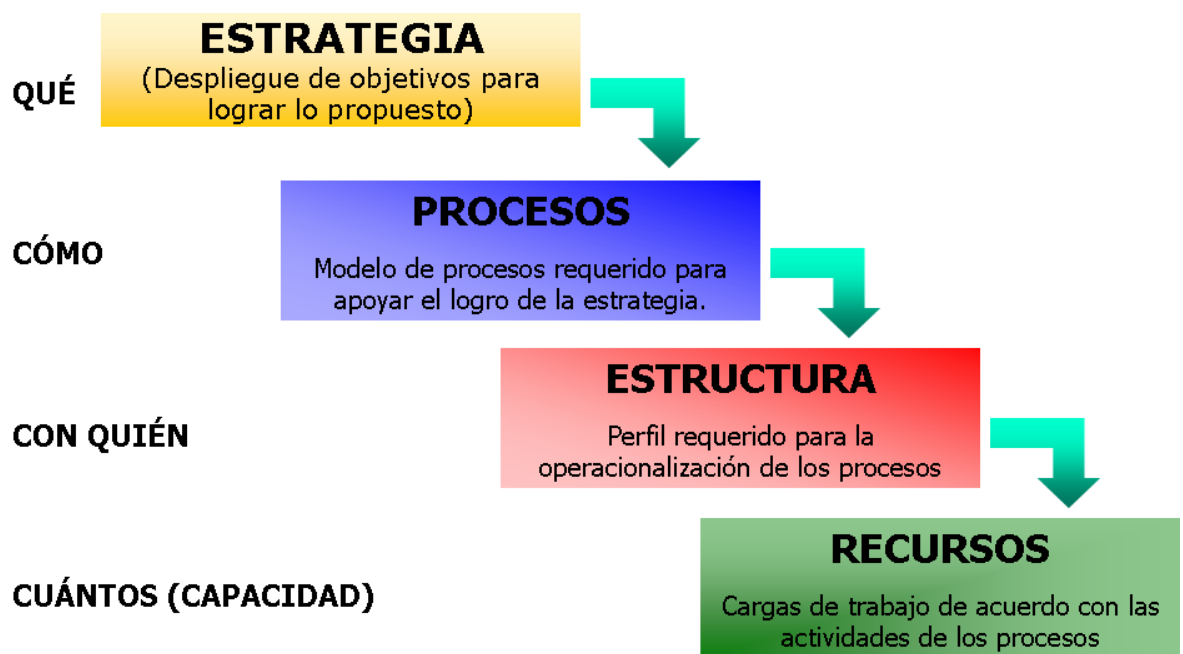 ESTRATEGIA
(Despliegue de objetivos para
lograr lo propuesto)
QUÉ
PROCESOS
CÓMO
Modelo de procesos requerido para
apoyar el logro de la estrategia.
ESTRUCTURA
CON QUIÉN
Perfil requerido para la
operacionalización de los procesos
RECURSOS
CUÁNTOS (CAPACIDAD)
Cargas de trabajo de acuerdo con las
actividades de los procesos